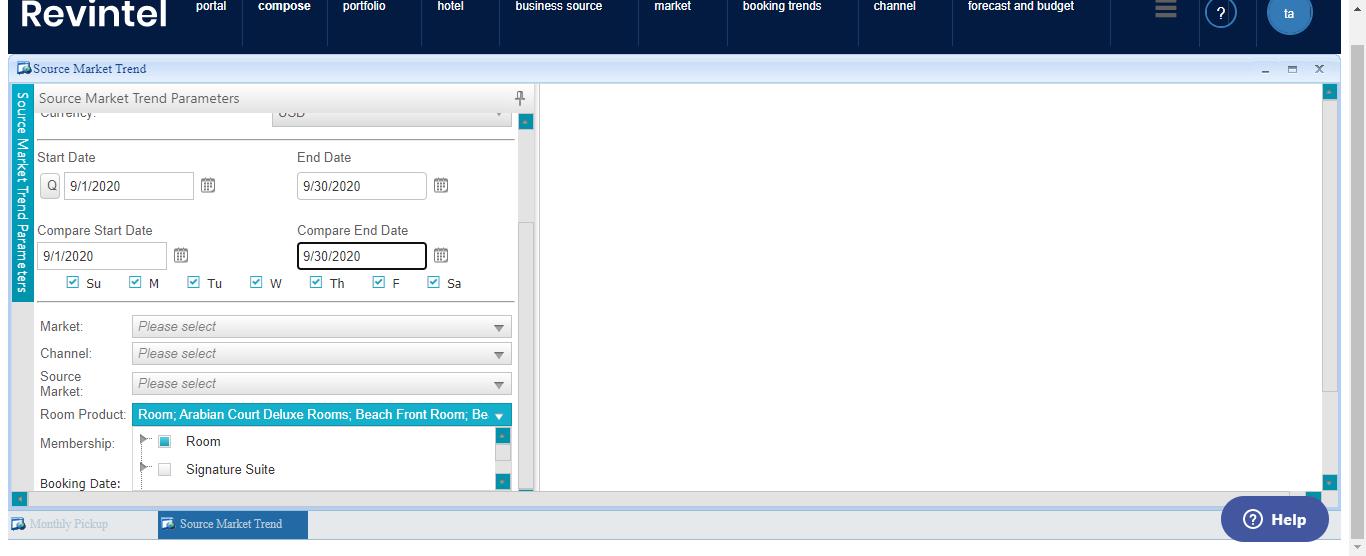 Revintel
portal
compose
portfolio
hotel
business source
market
booking trends
channel
forecast and budget
?
ta
Source Market Trend
Source Market Trend Parameters
Source Market Trend Parameters
Currency:
USD
Start Date
End Date
Q
9/1/2020
9/30/2020
Compare Start Date
Compare End Date
9/1/2020
9/30/2020
Su M Tu W Th F Sa
Market: Please select
Channel: Please select
Source
Market: Please select
Room Product: Room; Arabian Court Deluxe Rooms; Beach Front Room; Be
Membership:
Room
Signature Suite
Booking Date:
Monthly Pickup
Source Market Trend
? Help